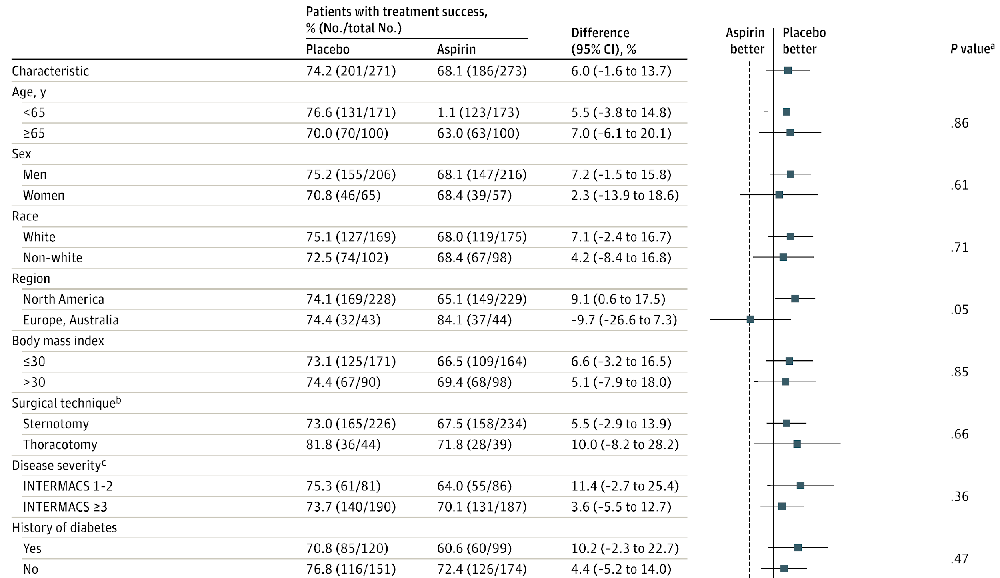 Patients with treatment success,
% (No./total No.)
Difference
(95% CI), %
Aspirin
better
Placebo
better
P valueᵃ
Placebo Aspirin
Characteristic 74.2 (201/271) 68.1 (186/273) 6.0 (-1.6 to 13.7)
Age, y
<65 76.6 (131/171) 1.1 (123/173) 5.5 (-3.8 to 14.8)
.86
≥65 70.0 (70/100) 63.0 (63/100) 7.0 (-6.1 to 20.1)
Sex
Men 75.2 (155/206) 68.1 (147/216) 7.2 (-1.5 to 15.8)
.61
Women 70.8 (46/65) 68.4 (39/57) 2.3 (-13.9 to 18.6)
Race
White 75.1 (127/169) 68.0 (119/175) 7.1 (-2.4 to 16.7)
.71
Non-white 72.5 (74/102) 68.4 (67/98) 4.2 (-8.4 to 16.8)
Region
North America 74.1 (169/228) 65.1 (149/229) 9.1 (0.6 to 17.5)
.05
Europe, Australia 74.4 (32/43) 84.1 (37/44) -9.7 (-26.6 to 7.3)
Body mass index
≤30 73.1 (125/171) 66.5 (109/164) 6.6 (-3.2 to 16.5)
.85
>30 74.4 (67/90) 69.4 (68/98) 5.1 (-7.9 to 18.0)
Surgical techniqueᵇ
Sternotomy 73.0 (165/226) 67.5 (158/234) 5.5 (-2.9 to 13.9)
.66
Thoracotomy 81.8 (36/44) 71.8 (28/39) 10.0 (-8.2 to 28.2)
Disease severityᶜ
INTERMACS 1-2 75.3 (61/81) 64.0 (55/86) 11.4 (-2.7 to 25.4)
.36
INTERMACS ≥3 73.7 (140/190) 70.1 (131/187) 3.6 (-5.5 to 12.7)
History of diabetes
Yes 70.8 (85/120) 60.6 (60/99) 10.2 (-2.3 to 22.7)
.47
No 76.8 (116/151) 72.4 (126/174) 4.4 (-5.2 to 14.0)